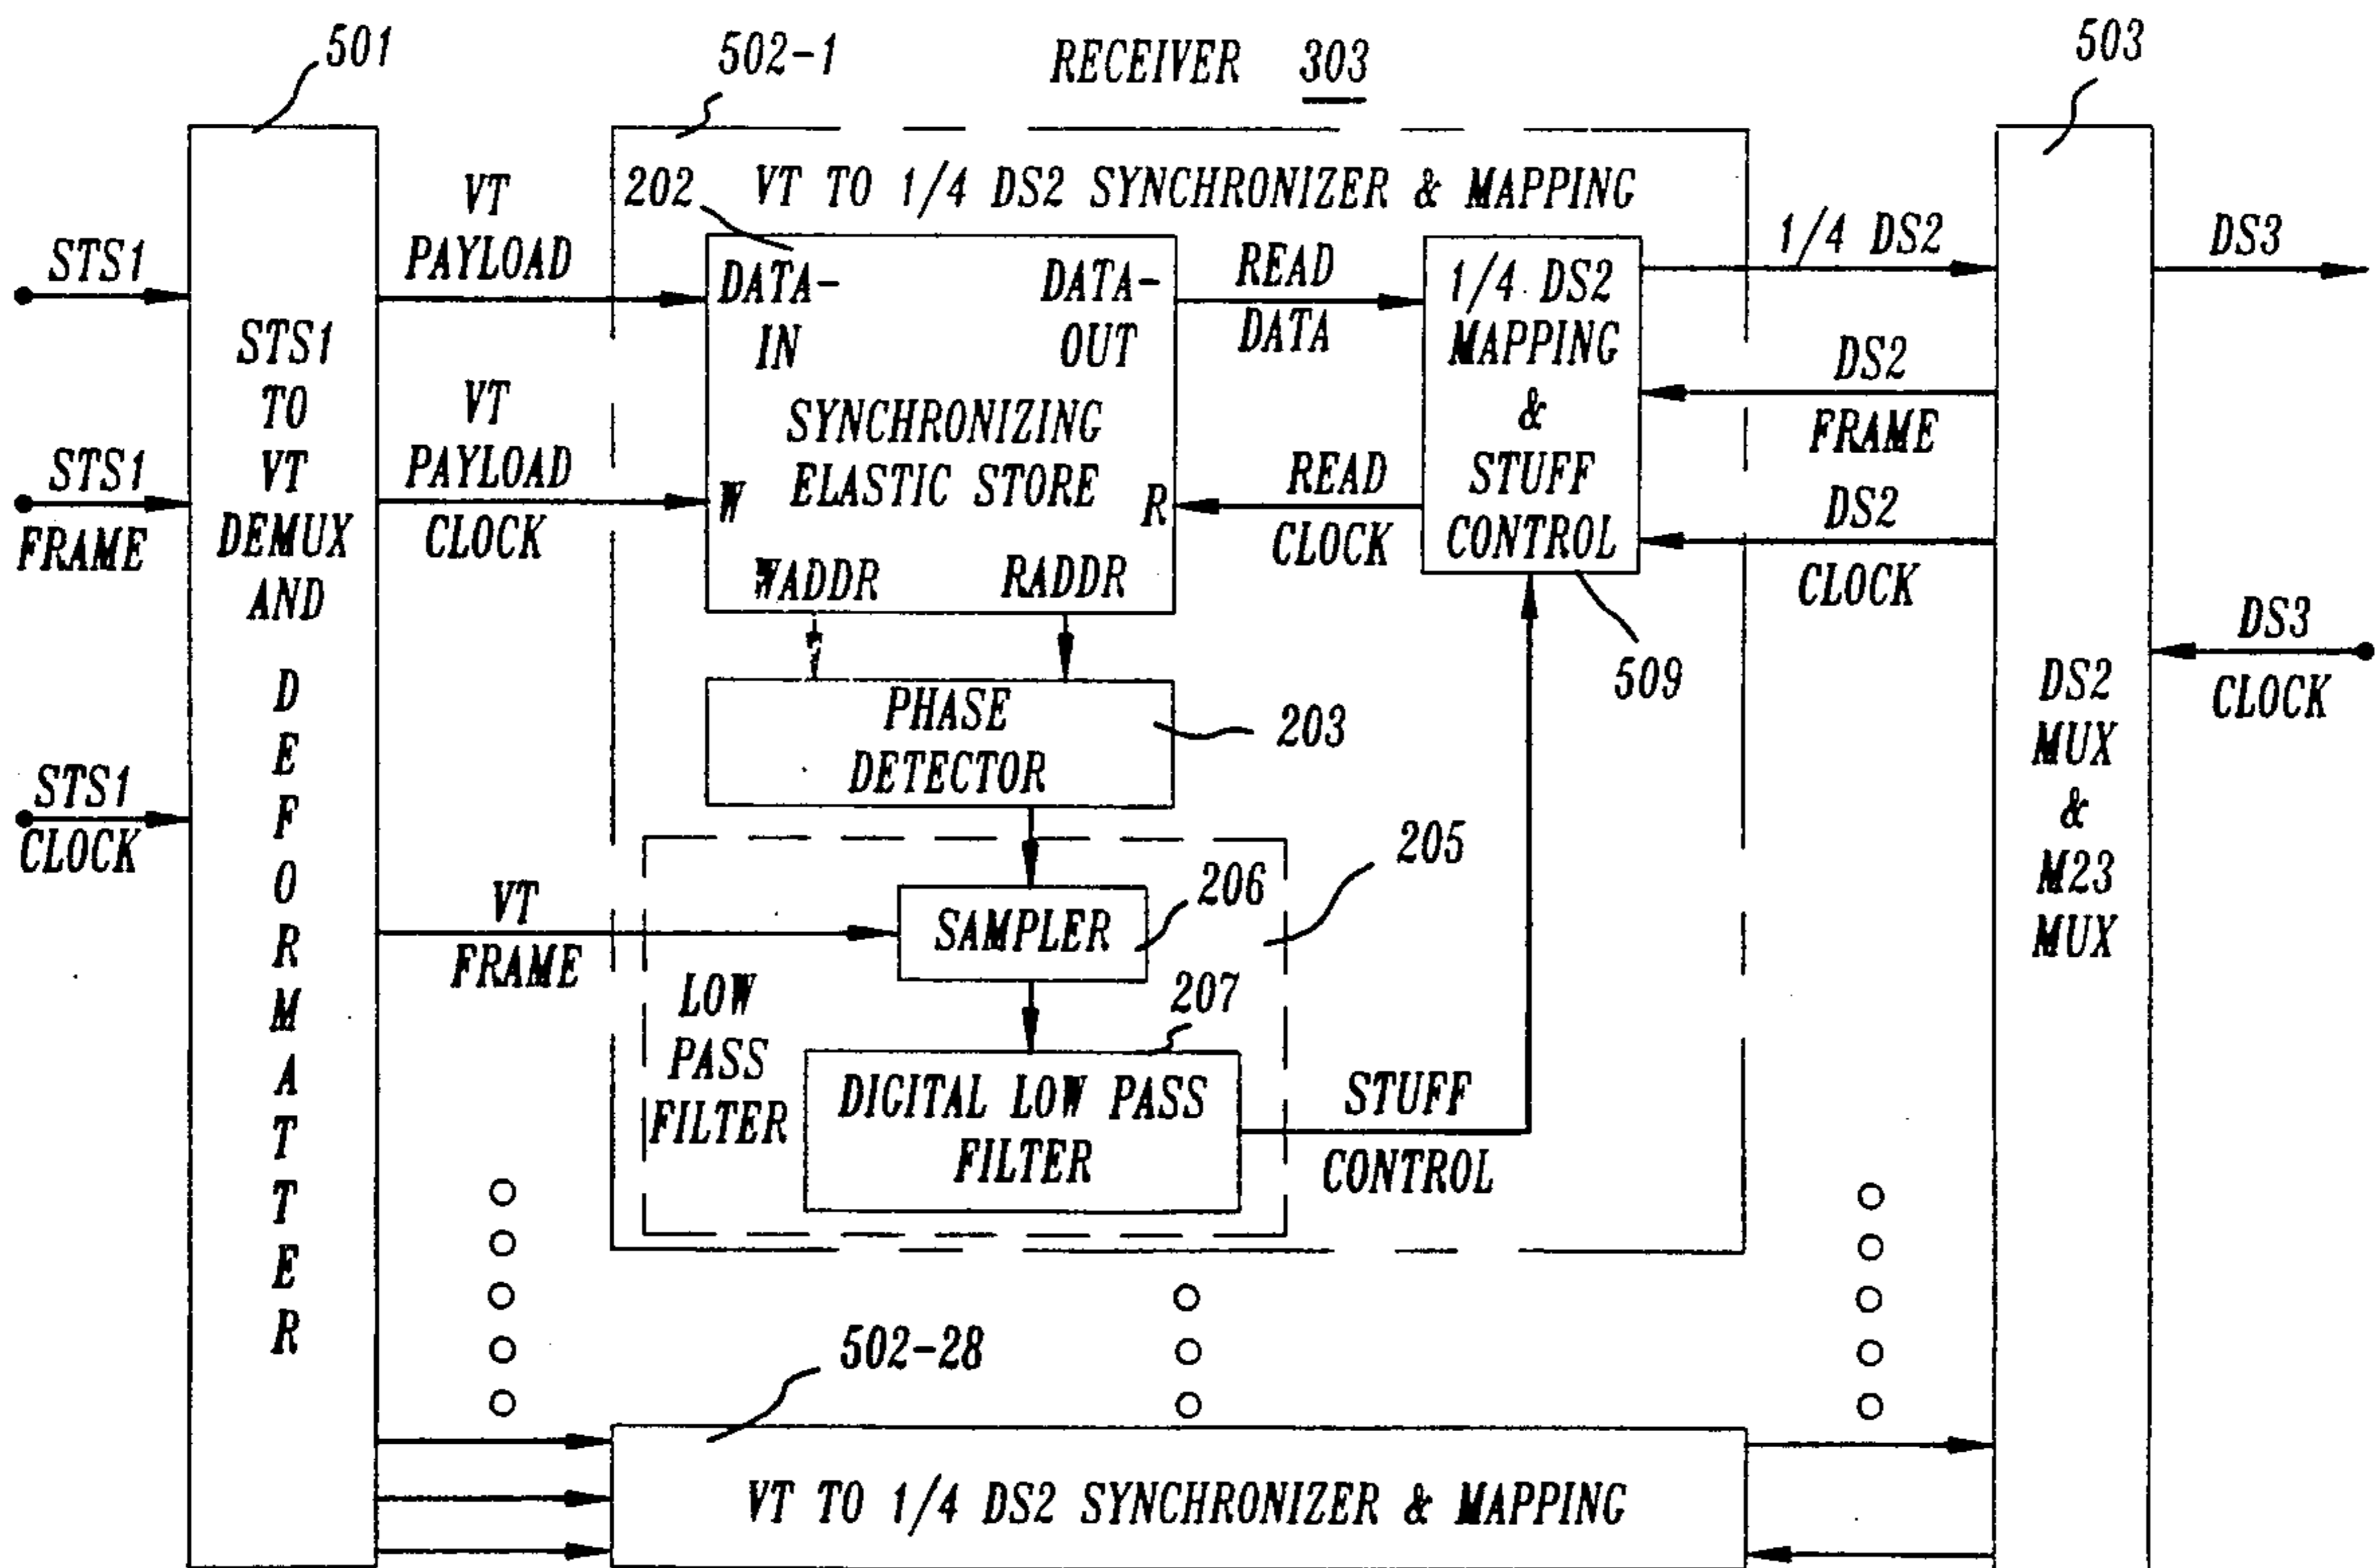 501
502-1
RECEIVER 303
503
202
VT TO 1/4 DS2 SYNCHRONIZER & MAPPING
STS1
STS1
FRAME
STS1
CLOCK
STS1
TO
VT
DEMUX
AND
DEFORMATTER
VT
PAYLOAD
VT
PAYLOAD
CLOCK
VT
FRAME
DATA-
IN
DATA-
OUT
SYNCHRONIZING
ELASTIC STORE
W
R
WADDR
RADDR
READ
DATA
READ
CLOCK
1/4 DS2
MAPPING
&
STUFF
CONTROL
509
1/4 DS2
DS2
FRAME
DS2
CLOCK
DS3
DS3
CLOCK
DS2
MUX
&
M23
MUX
PHASE
DETECTOR
203
205
SAMPLER
206
207
LOW
PASS
FILTER
DIGITAL LOW PASS
FILTER
STUFF
CONTROL
502-28
VT TO 1/4 DS2 SYNCHRONIZER & MAPPING